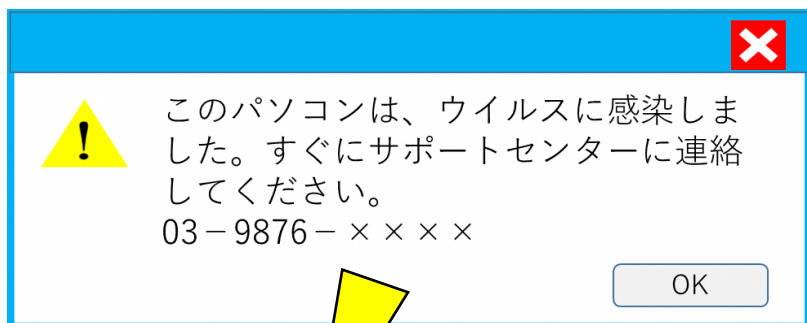 このパソコンは、ウイルスに感染しま
した。すぐにサポートセンターに連絡
してください。
03－9876－××××
OK